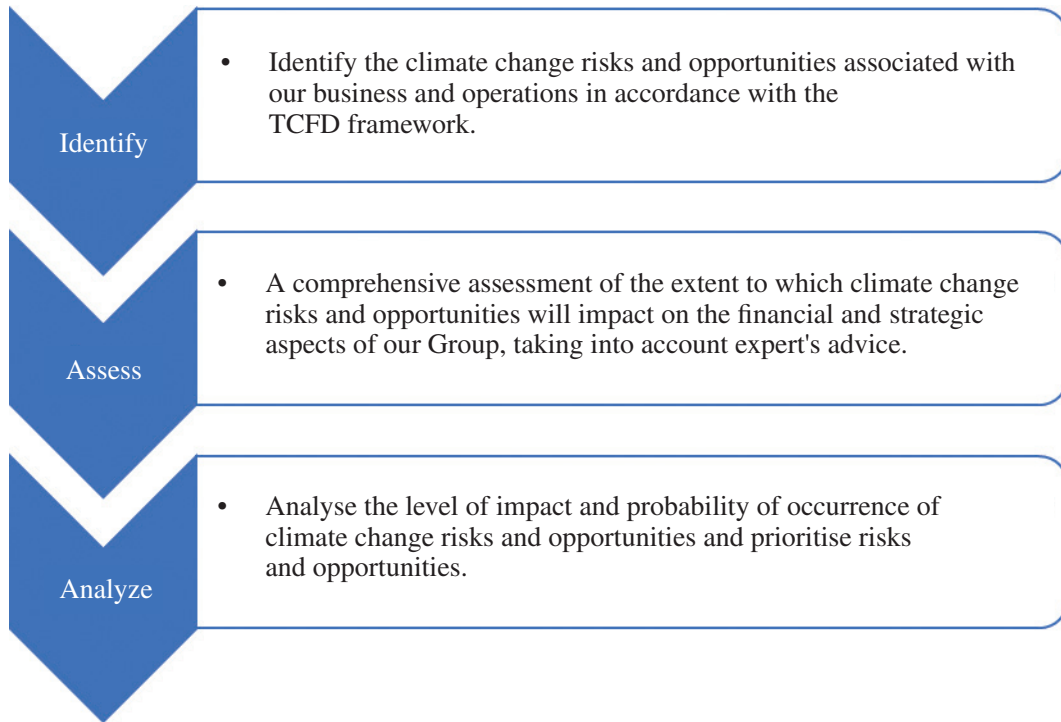 Identify
• Identify the climate change risks and opportunities associated with
our business and operations in accordance with the
TCFD framework.
Assess
• A comprehensive assessment of the extent to which climate change
risks and opportunities will impact on the financial and strategic
aspects of our Group, taking into account expert's advice.
Analyze
• Analyse the level of impact and probability of occurrence of
climate change risks and opportunities and prioritise risks
and opportunities.